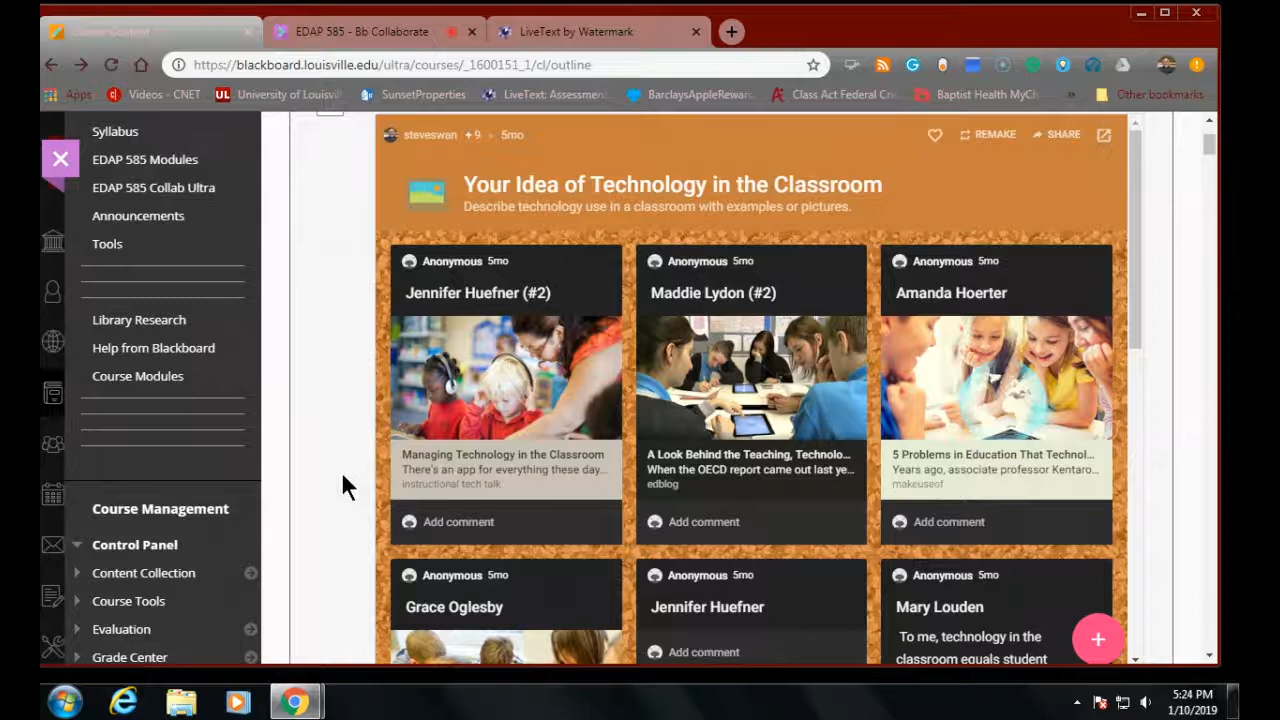 EDAP 585 - Bb Collaborate
LiveText by Watermark
https://blackboard.louisville.edu/ultra/courses/_1600151_1/cl/outline
Apps
Videos - CNET
University of Louisvi
SunsetProperties
LiveText: Assessmen
BarclaysAppleRewar
Class Act Federal Cr
Baptist Health MyCh
»
Other bookmarks
Syllabus
EDAP 585 Modules
EDAP 585 Collab Ultra
Announcements
Tools
Library Research
Help from Blackboard
Course Modules
Course Management
Control Panel
Content Collection
Course Tools
Evaluation
Grade Center
steveswan +9 • 5mo
REMAKE
SHARE
Your Idea of Technology in the Classroom
Describe technology use in a classroom with examples or pictures.
Anonymous 5mo
Jennifer Huefner (#2)
Managing Technology in the Classroom
There's an app for everything these day...
instructional tech talk
Add comment
Anonymous 5mo
Maddie Lydon (#2)
A Look Behind the Teaching, Technolo...
When the OECD report came out last ye...
edblog
Add comment
Anonymous 5mo
Amanda Hoerter
5 Problems in Education That Technol...
Years ago, associate professor Kentaro...
makeuseof
Add comment
Anonymous 5mo
Grace Oglesby
Anonymous 5mo
Jennifer Huefner
Add comment
Anonymous 5mo
Mary Louden
To me, technology in the
classroom equals student
5:24 PM
1/10/2019